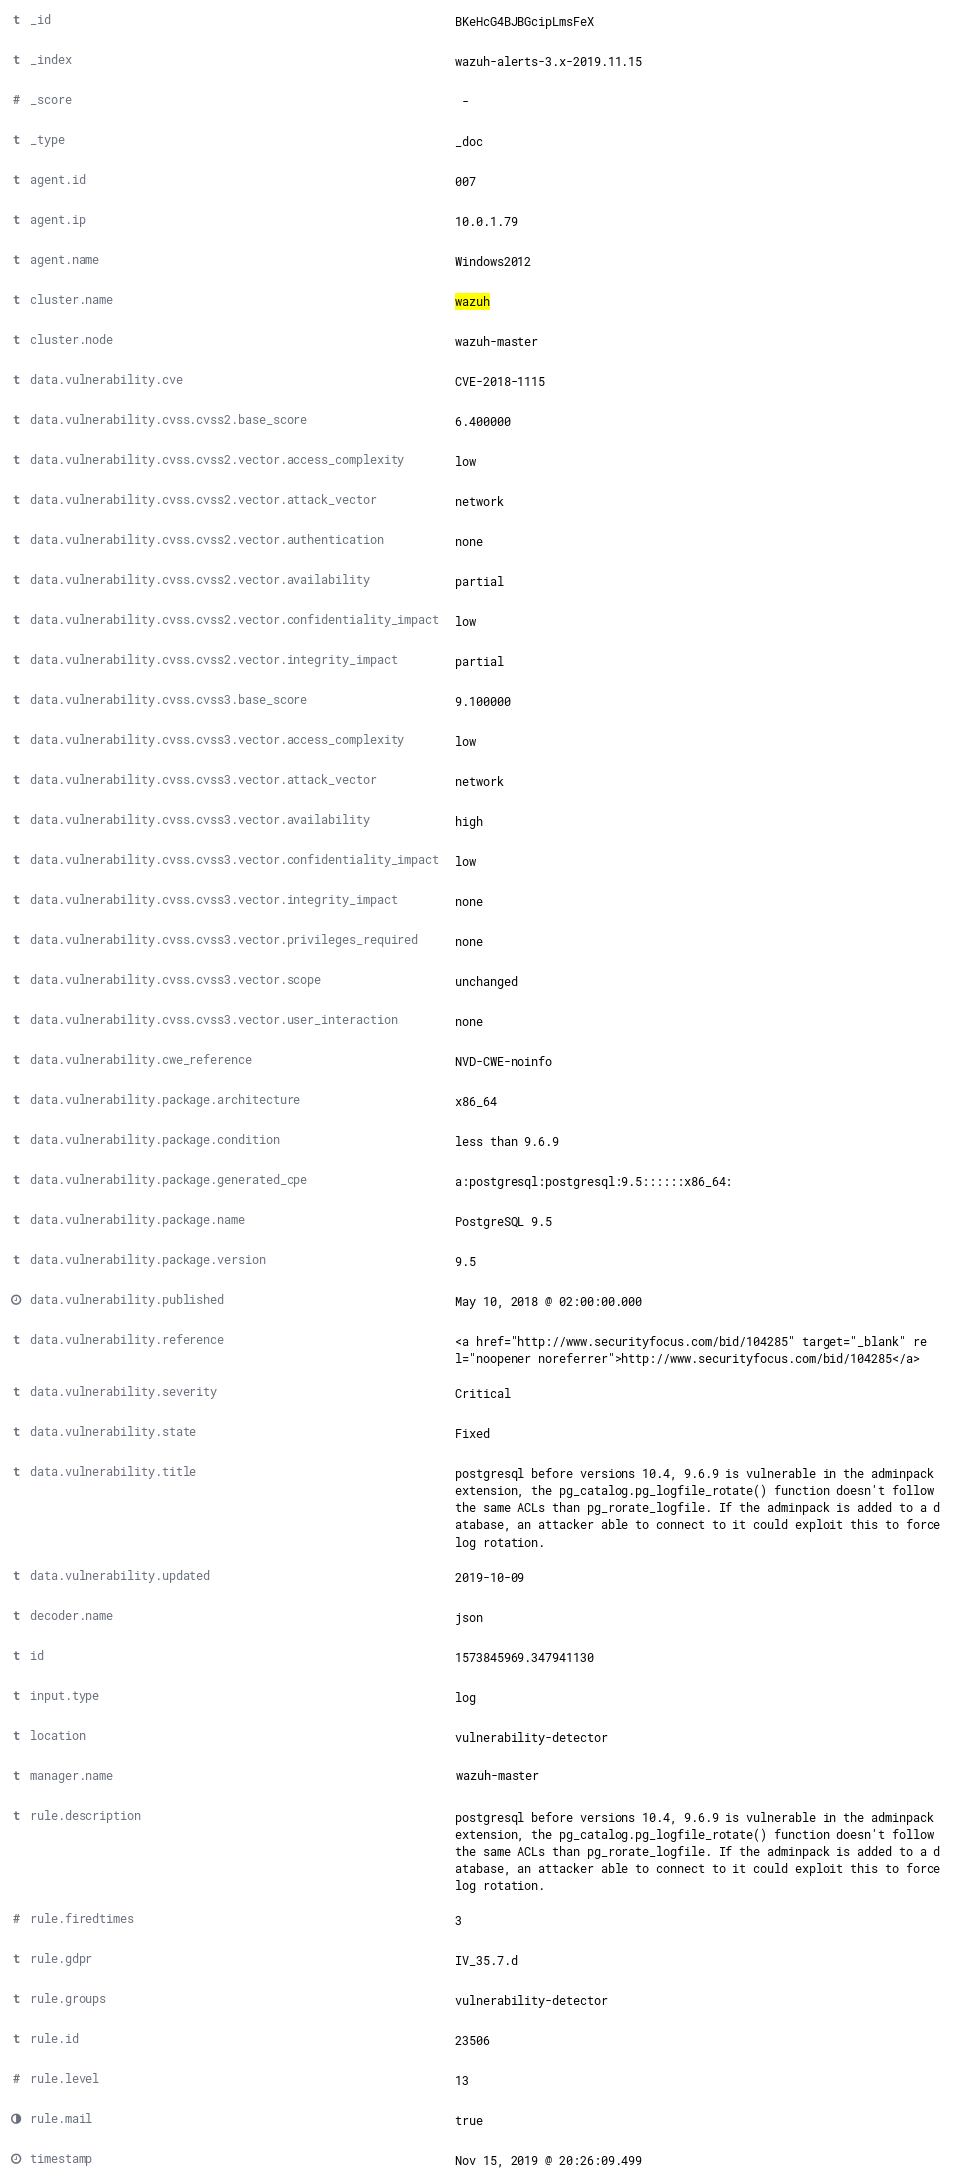 t _id BKeHcG4BJBGcipLmsFeX
t _index wazuh-alerts-3.x-2019.11.15
# _score -
t _type _doc
t agent.id 007
t agent.ip 10.0.1.79
t agent.name Windows2012
t cluster.name wazuh
t cluster.node wazuh-master
t data.vulnerability.cve CVE-2018-1115
t data.vulnerability.cvss.cvss2.base_score 6.400000
t data.vulnerability.cvss.cvss2.vector.access_complexity low
t data.vulnerability.cvss.cvss2.vector.attack_vector network
t data.vulnerability.cvss.cvss2.vector.authentication none
t data.vulnerability.cvss.cvss2.vector.availability partial
t data.vulnerability.cvss.cvss2.vector.confidentiality_impact low
t data.vulnerability.cvss.cvss2.vector.integrity_impact partial
t data.vulnerability.cvss.cvss3.base_score 9.100000
t data.vulnerability.cvss.cvss3.vector.access_complexity low
t data.vulnerability.cvss.cvss3.vector.attack_vector network
t data.vulnerability.cvss.cvss3.vector.availability high
t data.vulnerability.cvss.cvss3.vector.confidentiality_impact low
t data.vulnerability.cvss.cvss3.vector.integrity_impact none
t data.vulnerability.cvss.cvss3.vector.privileges_required none
t data.vulnerability.cvss.cvss3.vector.scope unchanged
t data.vulnerability.cvss.cvss3.vector.user_interaction none
t data.vulnerability.cwe_reference NVD-CWE-noinfo
t data.vulnerability.package.architecture x86_64
t data.vulnerability.package.condition less than 9.6.9
t data.vulnerability.package.generated_cpe a:postgresql:postgresql:9.5::::::x86_64:
t data.vulnerability.package.name PostgreSQL 9.5
t data.vulnerability.package.version 9.5
data.vulnerability.published May 10, 2018 @ 02:00:00.000
t data.vulnerability.reference <a href="http://www.securityfocus.com/bid/104285" target="_blank" re
l="noopener noreferrer">http://www.securityfocus.com/bid/104285</a>
t data.vulnerability.severity Critical
t data.vulnerability.state Fixed
t data.vulnerability.title postgresql before versions 10.4, 9.6.9 is vulnerable in the adminpack
extension, the pg_catalog.pg_logfile_rotate() function doesn't follow
the same ACLs than pg_rorate_logfile. If the adminpack is added to a d
atabase, an attacker able to connect to it could exploit this to force
log rotation.
t data.vulnerability.updated 2019-10-09
t decoder.name json
t id 1573845969.347941130
t input.type log
t location vulnerability-detector
t manager.name wazuh-master
t rule.description postgresql before versions 10.4, 9.6.9 is vulnerable in the adminpack
extension, the pg_catalog.pg_logfile_rotate() function doesn't follow
the same ACLs than pg_rorate_logfile. If the adminpack is added to a d
atabase, an attacker able to connect to it could exploit this to force
log rotation.
# rule.firedtimes 3
t rule.gdpr IV_35.7.d
t rule.groups vulnerability-detector
t rule.id 23506
# rule.level 13
rule.mail true
timestamp Nov 15, 2019 @ 20:26:09.499